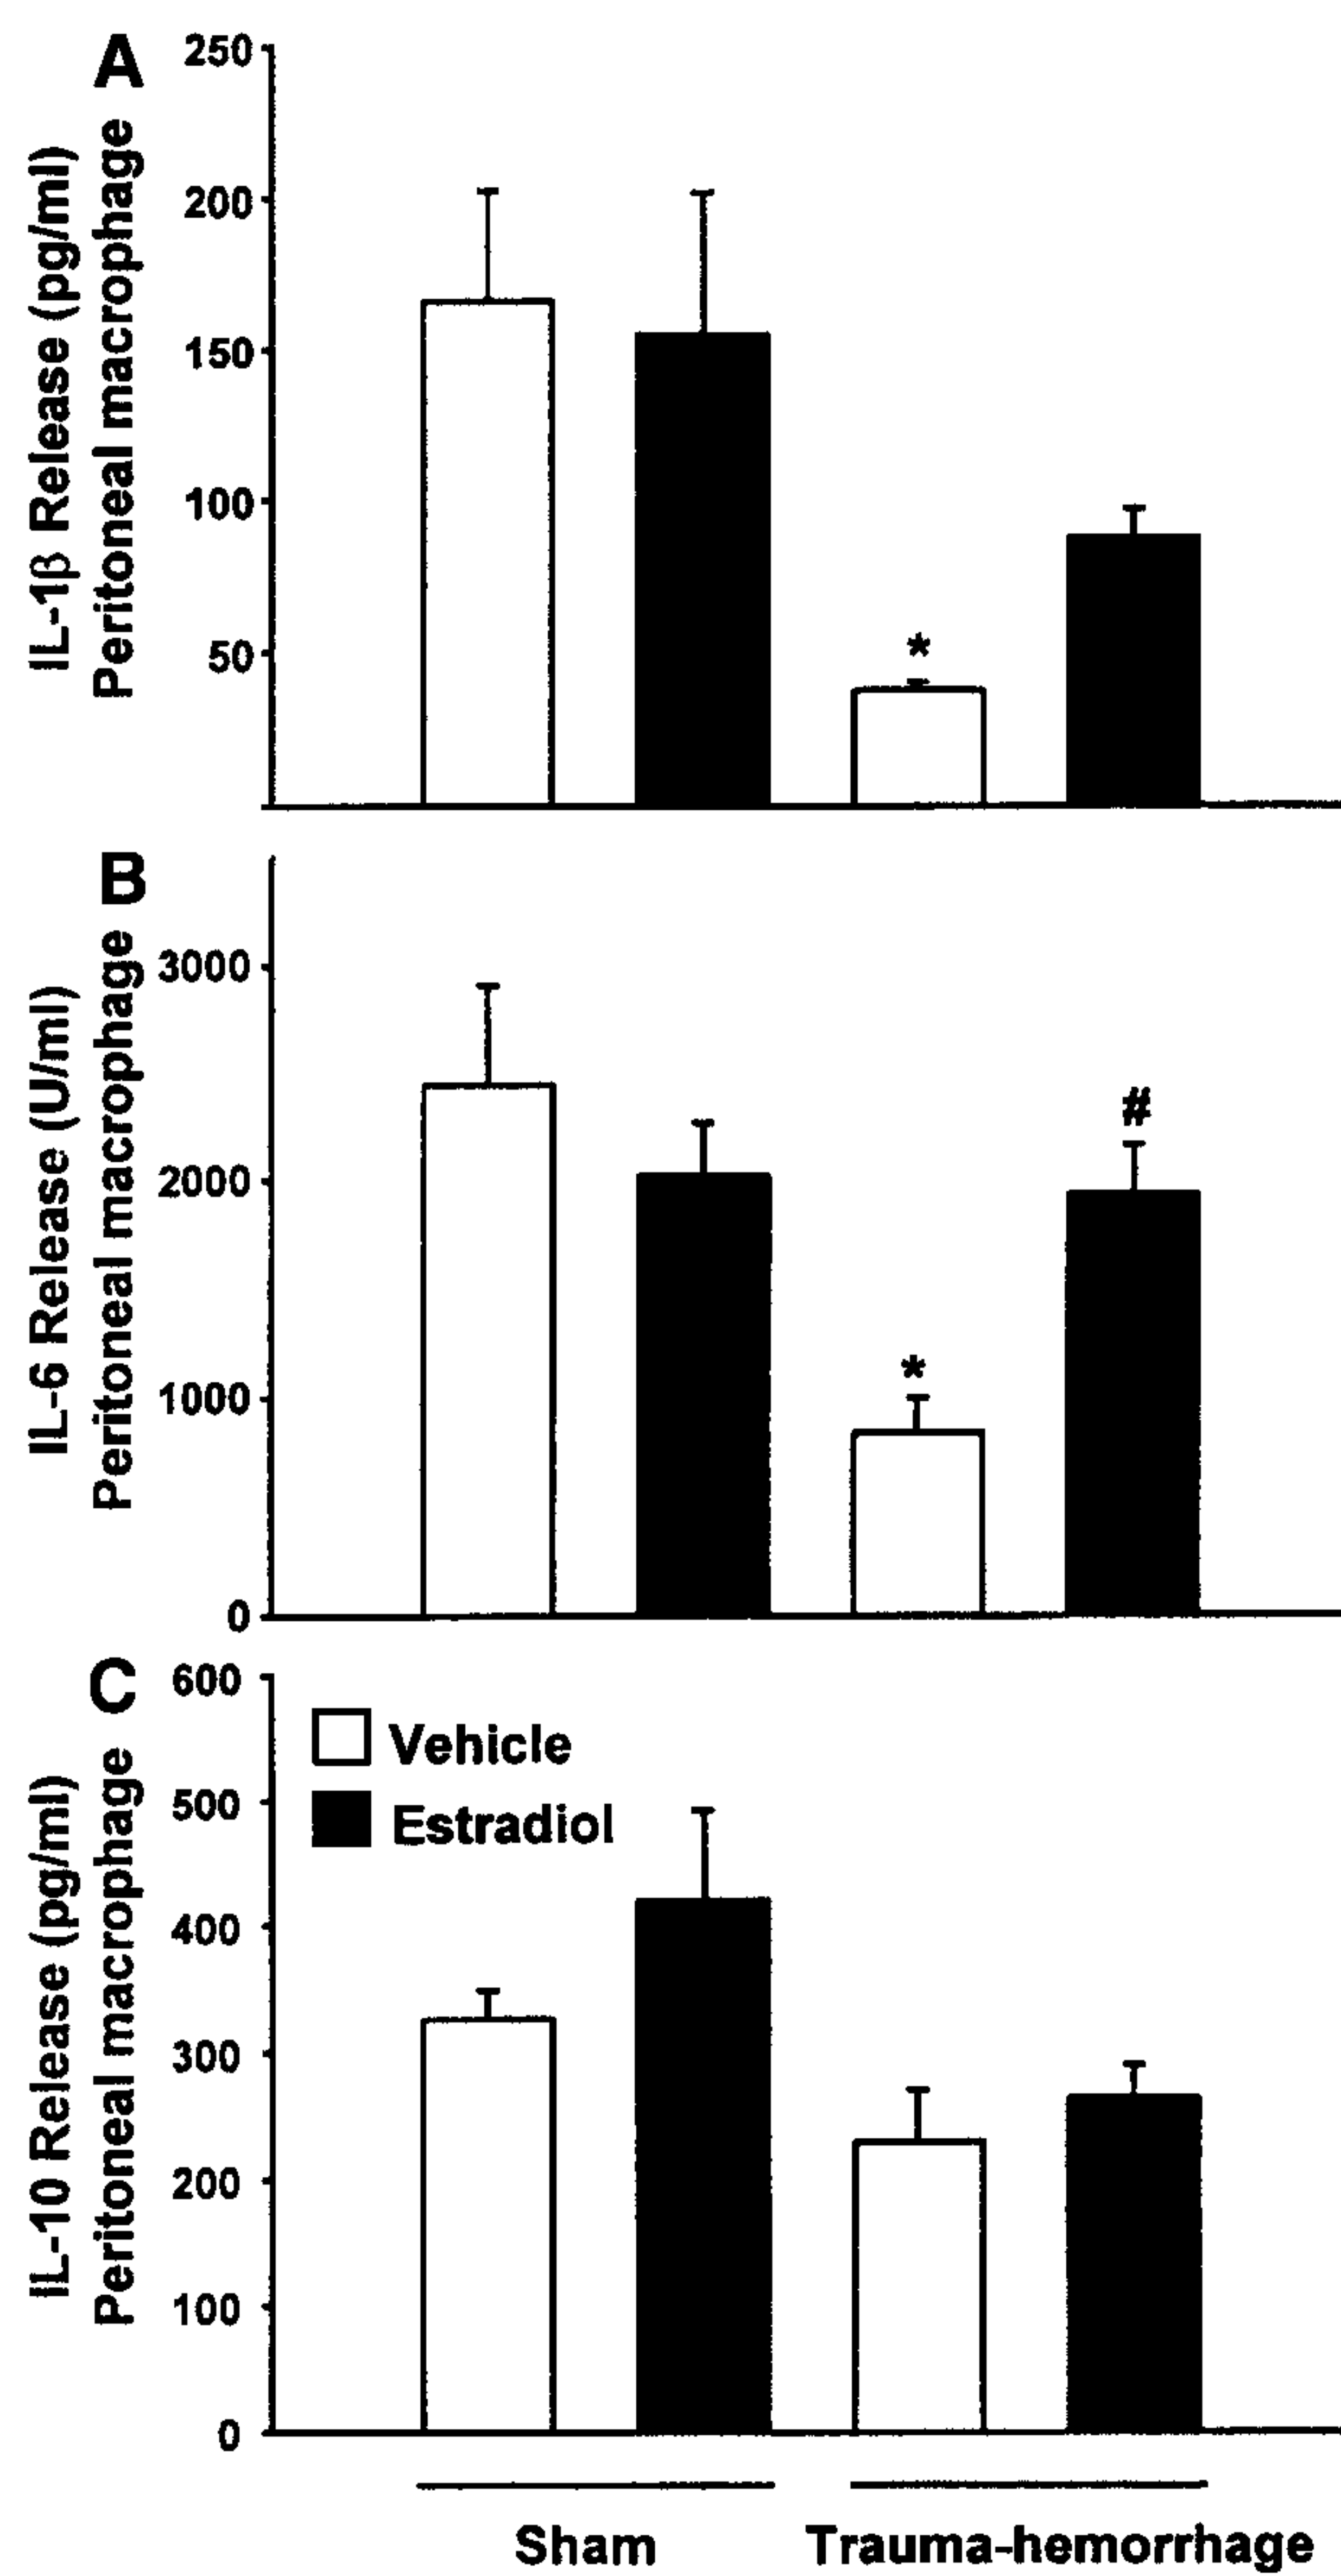 A
IL-1β Release (pg/ml)
Peritoneal macrophage
250
200
150
100
50
*
B
IL-6 Release (U/ml)
Peritoneal macrophage
3000
2000
1000
0
*
#
C
IL-10 Release (pg/ml)
Peritoneal macrophage
600
500
400
300
200
100
0
Vehicle
Estradiol
Sham
Trauma-hemorrhage